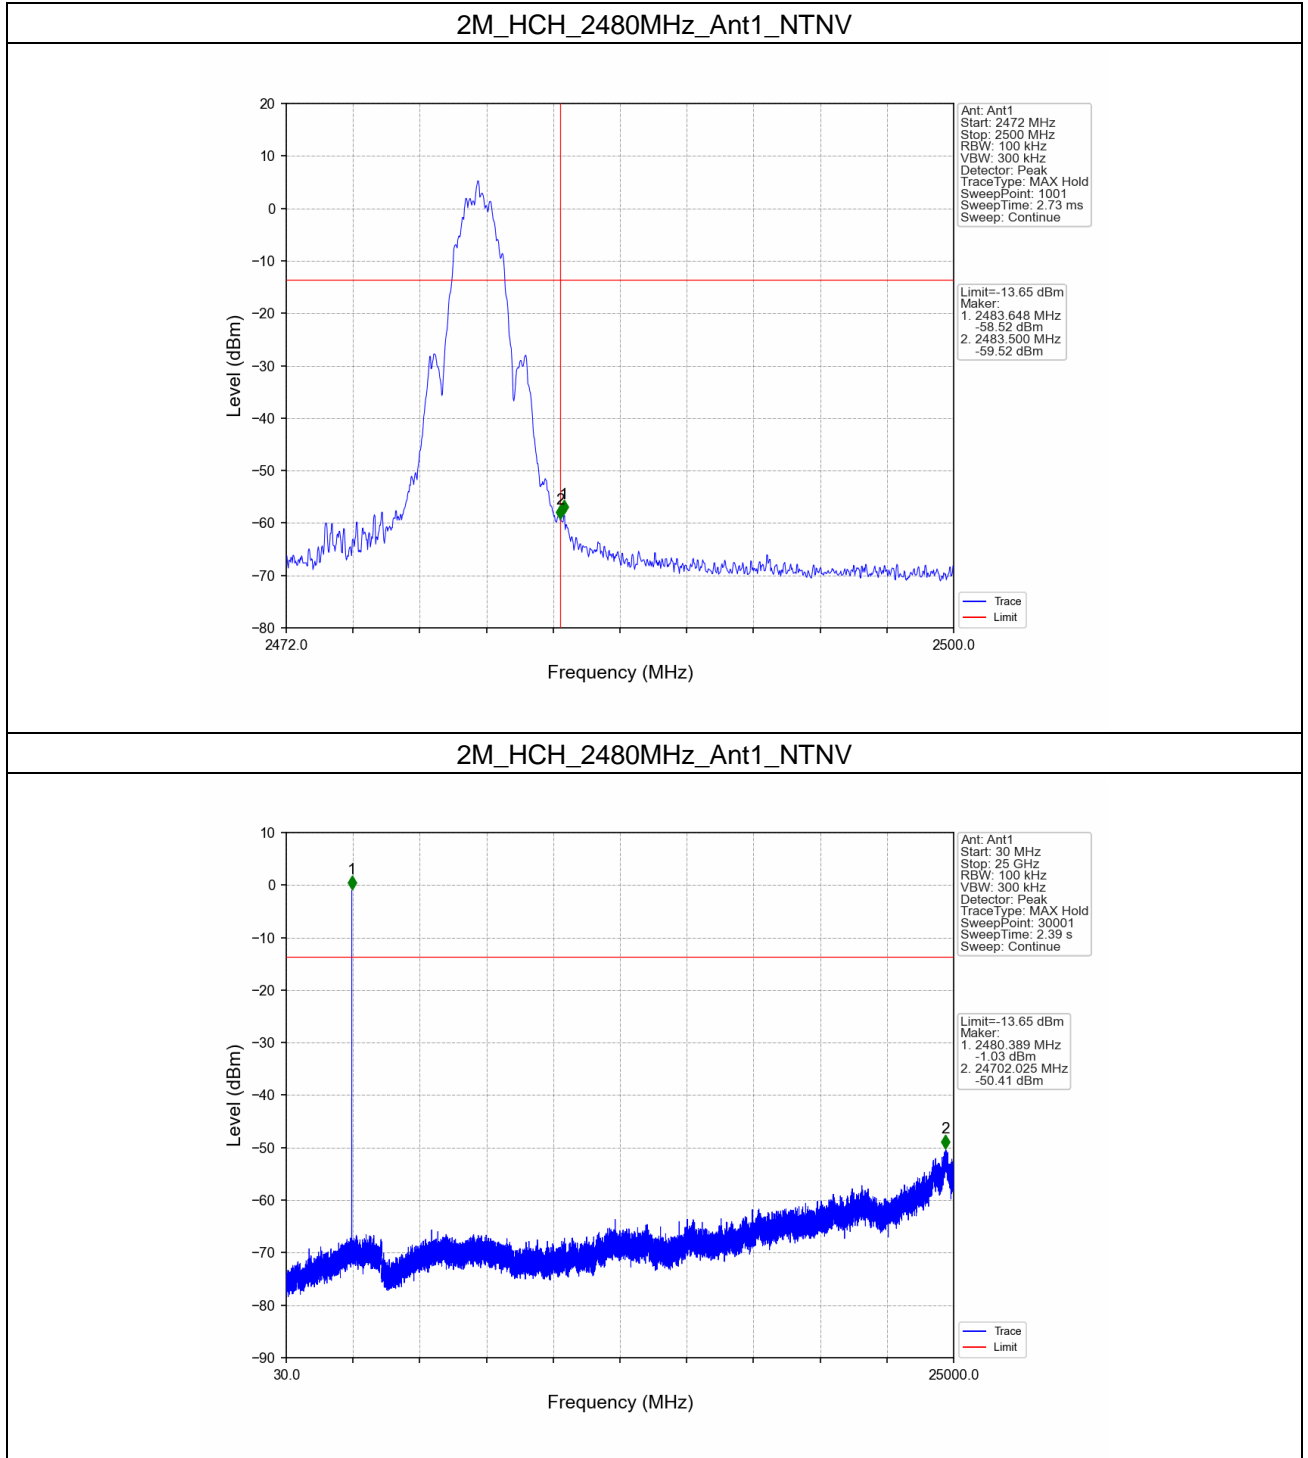 2M_HCH_2480MHz_Ant1_NTNV
20
10
0
−10
−20
−30
−40
−50
−60
−70
−80
Level (dBm)
2472.0
2500.0
Frequency (MHz)
1
2
Ant: Ant1
Start: 2472 MHz
Stop: 2500 MHz
RBW: 100 kHz
VBW: 300 kHz
Detector: Peak
TraceType: MAX Hold
SweepPoint: 1001
SweepTime: 2.73 ms
Sweep: Continue
Limit=-13.65 dBm
Maker:
1. 2483.648 MHz
-58.52 dBm
2. 2483.500 MHz
-59.52 dBm
Trace
Limit
2M_HCH_2480MHz_Ant1_NTNV
10
0
−10
−20
−30
−40
−50
−60
−70
−80
−90
Level (dBm)
30.0
25000.0
Frequency (MHz)
1
2
Ant: Ant1
Start: 30 MHz
Stop: 25 GHz
RBW: 100 kHz
VBW: 300 kHz
Detector: Peak
TraceType: MAX Hold
SweepPoint: 30001
SweepTime: 2.39 s
Sweep: Continue
Limit=-13.65 dBm
Maker:
1. 2480.389 MHz
-1.03 dBm
2. 24702.025 MHz
-50.41 dBm
Trace
Limit